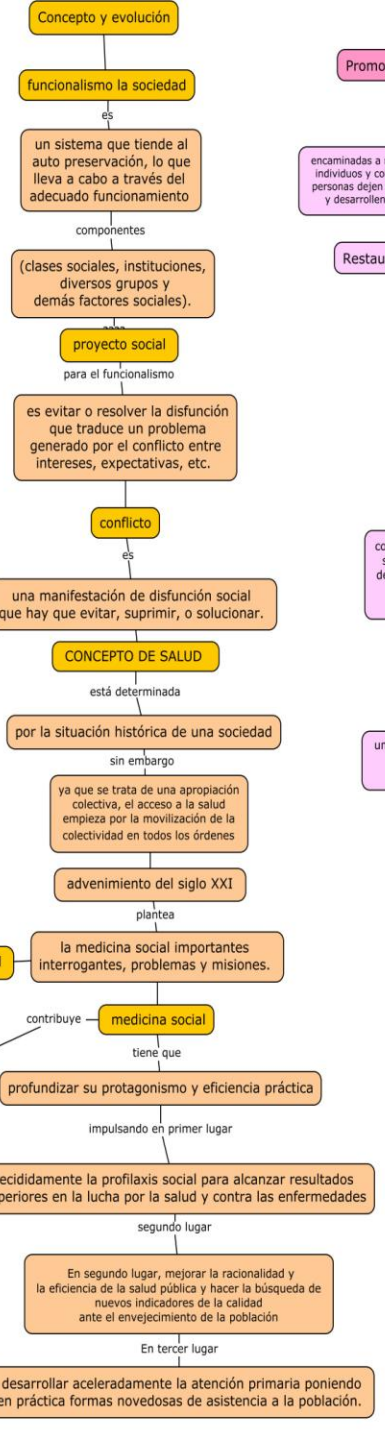 Concepto y evolución
funcionalismo la sociedad
es
un sistema que tiende al
auto preservación, lo que
lleva a cabo a través del
adecuado funcionamiento
componentes
(clases sociales, instituciones,
diversos grupos y
demás factores sociales).
proyecto social
para el funcionalismo
es evitar o resolver la disfunción
que traduce un problema
generado por el conflicto entre
intereses, expectativas, etc.
conflicto
es
una manifestación de disfunción social
que hay que evitar, suprimir, o solucionar.
CONCEPTO DE SALUD
está determinada
por la situación histórica de una sociedad
sin embargo
ya que se trata de una apropiación
colectiva, el acceso a la salud
empieza por la movilización de la
colectividad en todos los órdenes
advenimiento del siglo XXI
plantea
la medicina social importantes
interrogantes, problemas y misiones.
contribuye
medicina social
tiene que
profundizar su protagonismo y eficiencia práctica
impulsando en primer lugar
ecididamente la profilaxis social para alcanzar resultados
periores en la lucha por la salud y contra las enfermedades
segundo lugar
En segundo lugar, mejorar la racionalidad y
la eficiencia de la salud pública y hacer la búsqueda de
nuevos indicadores de la calidad
ante el envejecimiento de la población
En tercer lugar
desarrollar aceleradamente la atención primaria poniendo
en práctica formas novedosas de asistencia a la población.
Promo
encaminadas a
individuos y co
personas dejen
y desarrollen
Restau
co
s
de
un